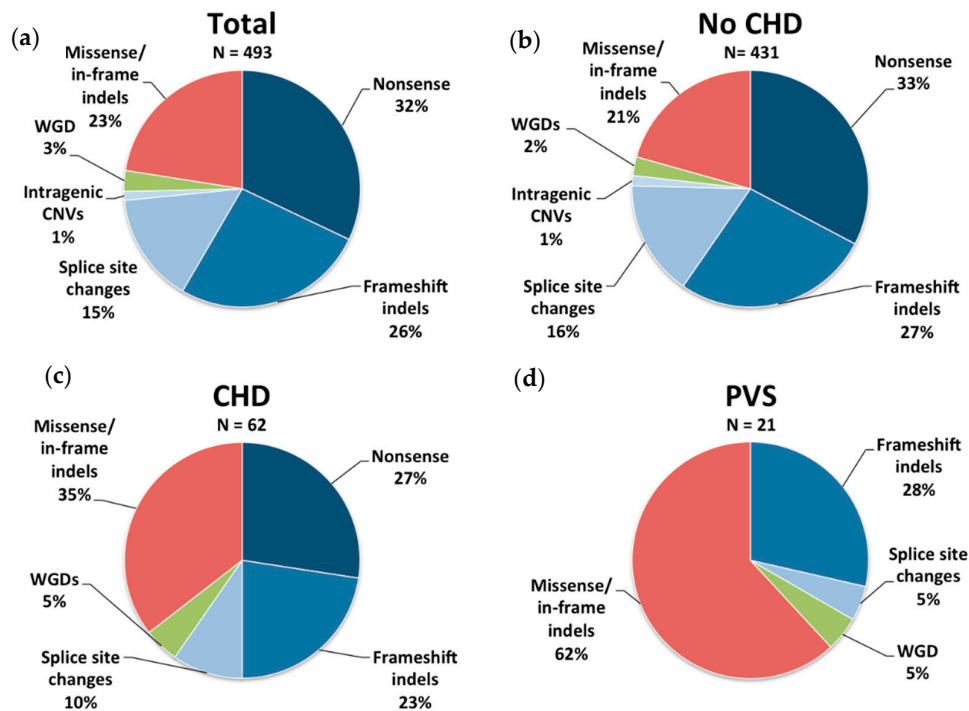 (a)
Total
N = 493
Missense/
in-frame
indels
23%
Nonsense
32%
WGD
3%
Intragenic
CNVs
1%
Splice site
changes
15%
Frameshift
indels
26%
(b)
No CHD
N= 431
Missense/
in-frame indels
21%
Nonsense
33%
WGDs
2%
Intragenic
CNVs
1%
Splice site
changes
16%
Frameshift
indels
27%
(c)
CHD
N = 62
Missense/
in-frame
indels
35%
Nonsense
27%
WGDs
5%
Splice site
changes
10%
Frameshift
indels
23%
(d)
PVS
N = 21
Frameshift
indels
28%
Splice site
changes
5%
Missense/
in-frame indels
62%
WGD
5%